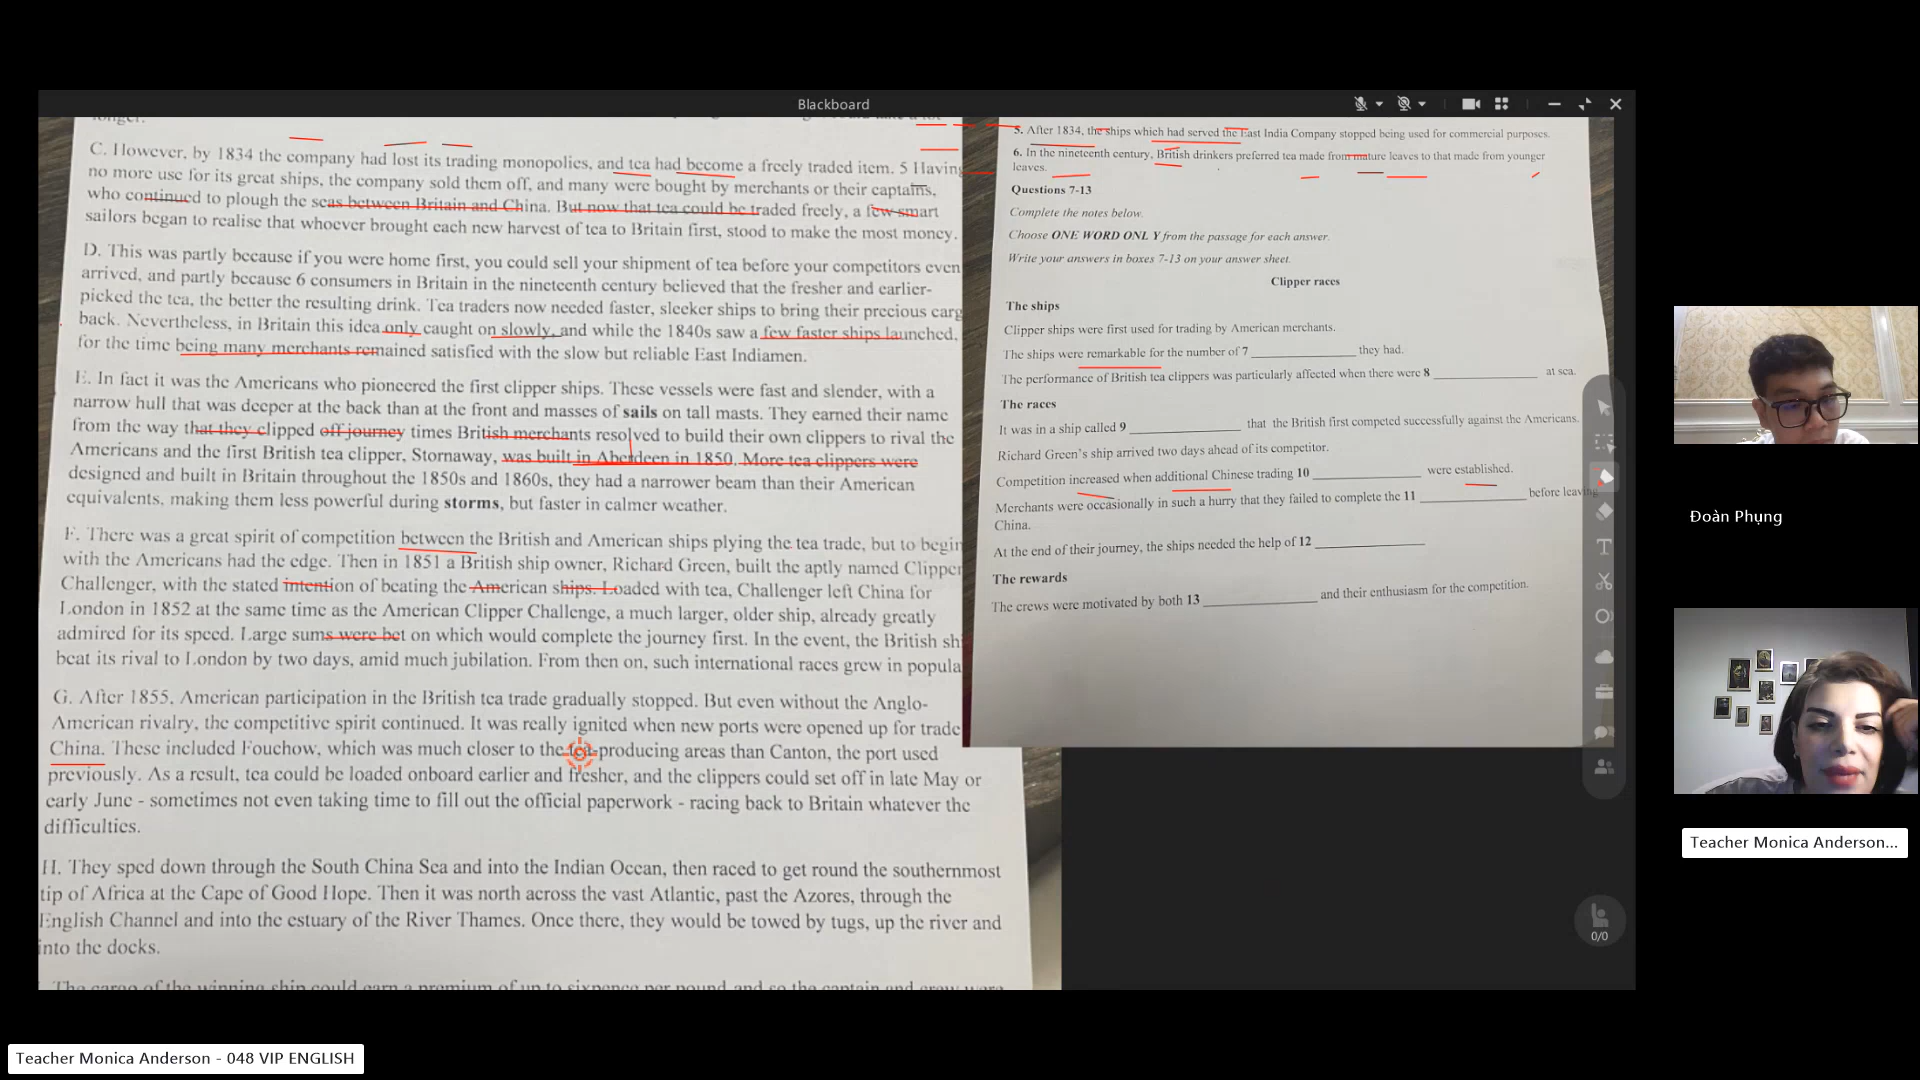 Blackboard
longer.
C. However, by 1834 the company had lost its trading monopolies, and tea had become a freely traded item. 5 Having
no more use for its great ships, the company sold them off, and many were bought by merchants or their captains,
who continued to plough the seas between Britain and China. But now that tea could be traded freely, a few smart
sailors began to realise that whoever brought each new harvest of tea to Britain first, stood to make the most money.
D. This was partly because if you were home first, you could sell your shipment of tea before your competitors even
arrived, and partly because 6 consumers in Britain in the nineteenth century believed that the fresher and earlier-
picked the tea, the better the resulting drink. Tea traders now needed faster, sleeker ships to bring their precious carg
back. Nevertheless, in Britain this idea only caught on slowly, and while the 1840s saw a few faster ships launched,
for the time being many merchants remained satisfied with the slow but reliable East Indiamen.
E. In fact it was the Americans who pioneered the first clipper ships. These vessels were fast and slender, with a
narrow hull that was deeper at the back than at the front and masses of sails on tall masts. They earned their name
from the way that they clipped off journey times British merchants resolved to build their own clippers to rival the
Americans and the first British tea clipper, Stornaway, was built in Aberdeen in 1850. More tea clippers were
designed and built in Britain throughout the 1850s and 1860s, they had a narrower beam than their American
equivalents, making them less powerful during storms, but faster in calmer weather.
F. There was a great spirit of competition between the British and American ships plying the tea trade, but to begin
with the Americans had the edge. Then in 1851 a British ship owner, Richard Green, built the aptly named Clipper
Challenger, with the stated intention of beating the American ships. Loaded with tea, Challenger left China for
London in 1852 at the same time as the American Clipper Challenge, a much larger, older ship, already greatly
admired for its speed. Large sums were bet on which would complete the journey first. In the event, the British shi
beat its rival to London by two days, amid much jubilation. From then on, such international races grew in popula
G. After 1855, American participation in the British tea trade gradually stopped. But even without the Anglo-
American rivalry, the competitive spirit continued. It was really ignited when new ports were opened up for trade
China. These included Fouchow, which was much closer to the tea-producing areas than Canton, the port used
previously. As a result, tea could be loaded onboard earlier and fresher, and the clippers could set off in late May or
early June - sometimes not even taking time to fill out the official paperwork - racing back to Britain whatever the
difficulties.
H. They sped down through the South China Sea and into the Indian Ocean, then raced to get round the southernmost
tip of Africa at the Cape of Good Hope. Then it was north across the vast Atlantic, past the Azores, through the
English Channel and into the estuary of the River Thames. Once there, they would be towed by tugs, up the river and
into the docks.
The cargo of the winning ship could earn a premium of up to sixpence per pound and so the captain and crew were
5. After 1834, the ships which had served the East India Company stopped being used for commercial purposes.
6. In the nineteenth century, British drinkers preferred tea made from mature leaves to that made from younger
leaves.
Questions 7-13
Complete the notes below.
Choose ONE WORD ONL Y from the passage for each answer.
Write your answers in boxes 7-13 on your answer sheet.
Clipper races
The ships
Clipper ships were first used for trading by American merchants.
The ships were remarkable for the number of 7 ____________ they had.
The performance of British tea clippers was particularly affected when there were 8 ____________ at sea.
The races
It was in a ship called 9 ____________ that the British first competed successfully against the Americans.
Richard Green's ship arrived two days ahead of its competitor.
Competition increased when additional Chinese trading 10 ____________ were established.
Merchants were occasionally in such a hurry that they failed to complete the 11 ____________ before leaving
China.
At the end of their journey, the ships needed the help of 12 ____________
The rewards
The crews were motivated by both 13 ____________ and their enthusiasm for the competition.
0/0
Đoàn Phụng
Teacher Monica Anderson...
Teacher Monica Anderson - 048 VIP ENGLISH